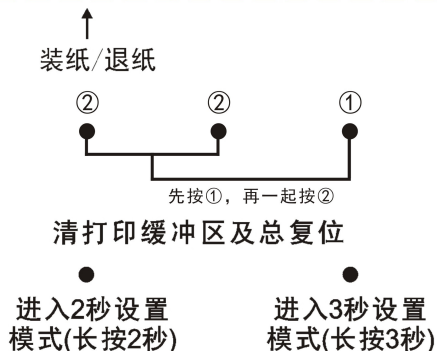 装纸/退纸
② ② ①
先按①，再一起按②
清打印缓冲区及总复位
进入2秒设置 进入3秒设置
模式(长按2秒) 模式(长按3秒)